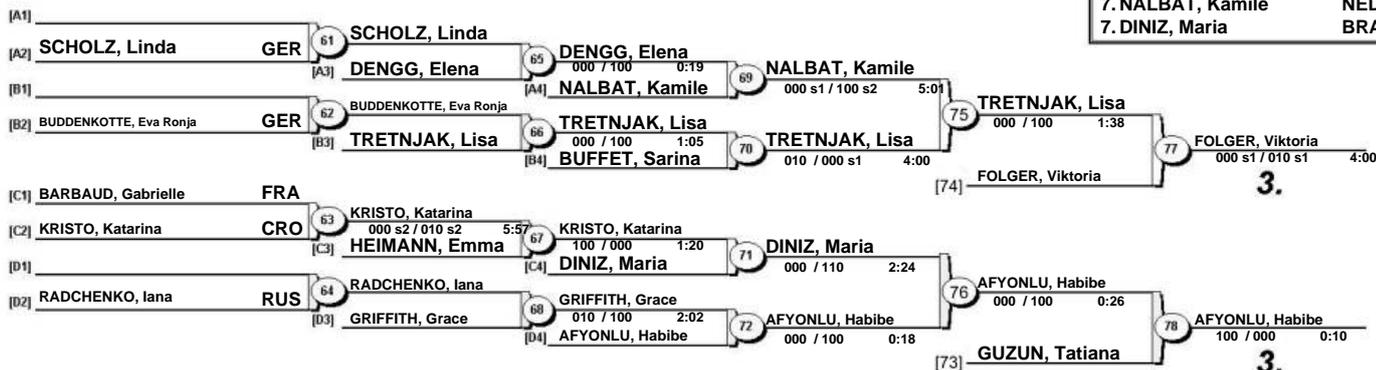 7. NALBAT, Kamile NED
7. DINIZ, Maria BRA
[A1]
[A2] SCHOLZ, Linda GER
61
SCHOLZ, Linda
[A3] DENGG, Elena
65
DENGG, Elena
000 / 100 0:19
[A4] NALBAT, Kamile
69
NALBAT, Kamile
000 s1 / 100 s2 5:01
[B1]
[B2] BUDDENKOTTE, Eva Ronja GER
62
BUDDENKOTTE, Eva Ronja
[B3] TRETNJAK, Lisa
66
TRETNJAK, Lisa
000 / 100 1:05
[B4] BUFFET, Sarina
70
TRETNJAK, Lisa
010 / 000 s1 4:00
75
TRETNJAK, Lisa
000 / 100 1:38
[74] FOLGER, Viktoria
77
FOLGER, Viktoria
000 s1 / 010 s1 4:00
3.
[C1] BARBAUD, Gabrielle FRA
[C2] KRISTO, Katarina CRO
63
KRISTO, Katarina
000 s2 / 010 s2 5:57
[C3] HEIMANN, Emma
67
KRISTO, Katarina
100 / 000 1:20
[C4] DINIZ, Maria
71
DINIZ, Maria
000 / 110 2:24
[D1]
[D2] RADCHENKO, Iana RUS
64
RADCHENKO, Iana
[D3] GRIFFITH, Grace
68
GRIFFITH, Grace
010 / 100 2:02
[D4] AFYONLU, Habibe
72
AFYONLU, Habibe
000 / 100 0:18
76
AFYONLU, Habibe
000 / 100 0:26
[73] GUZUN, Tatiana
78
AFYONLU, Habibe
100 / 000 0:10
3.